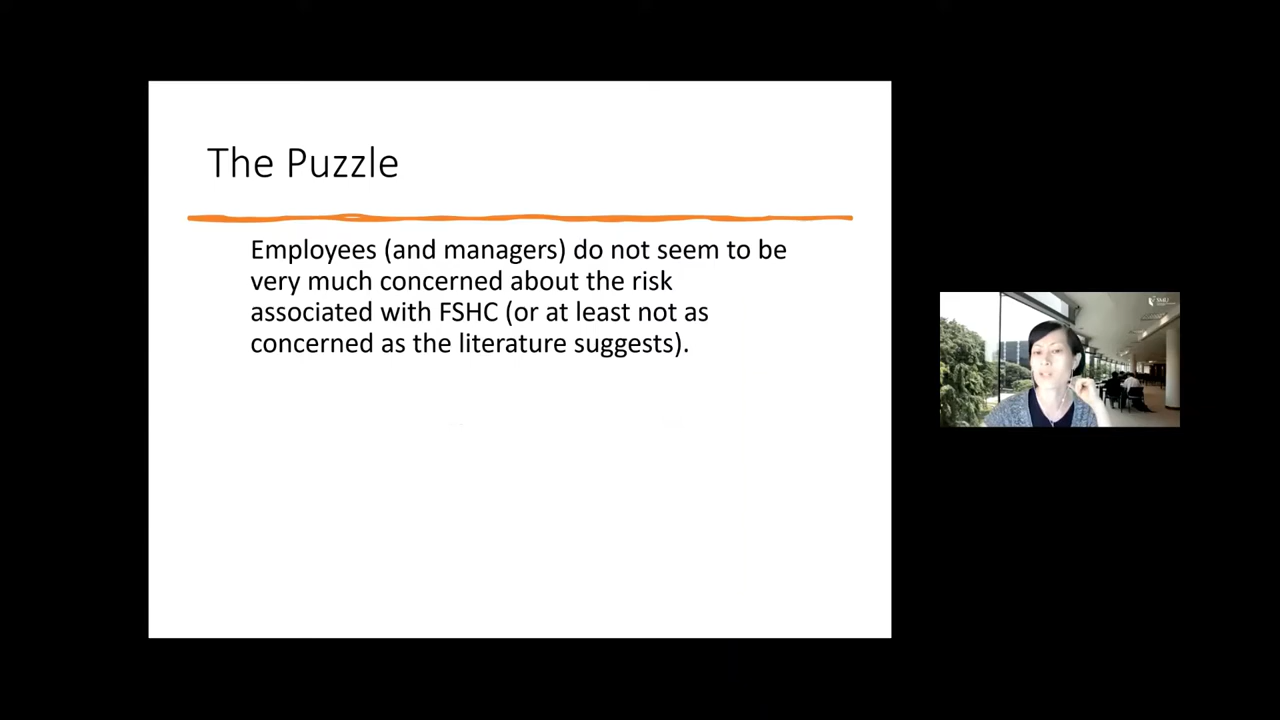 The Puzzle
Employees (and managers) do not seem to be
very much concerned about the risk
associated with FSHC (or at least not as
concerned as the literature suggests).
SMU